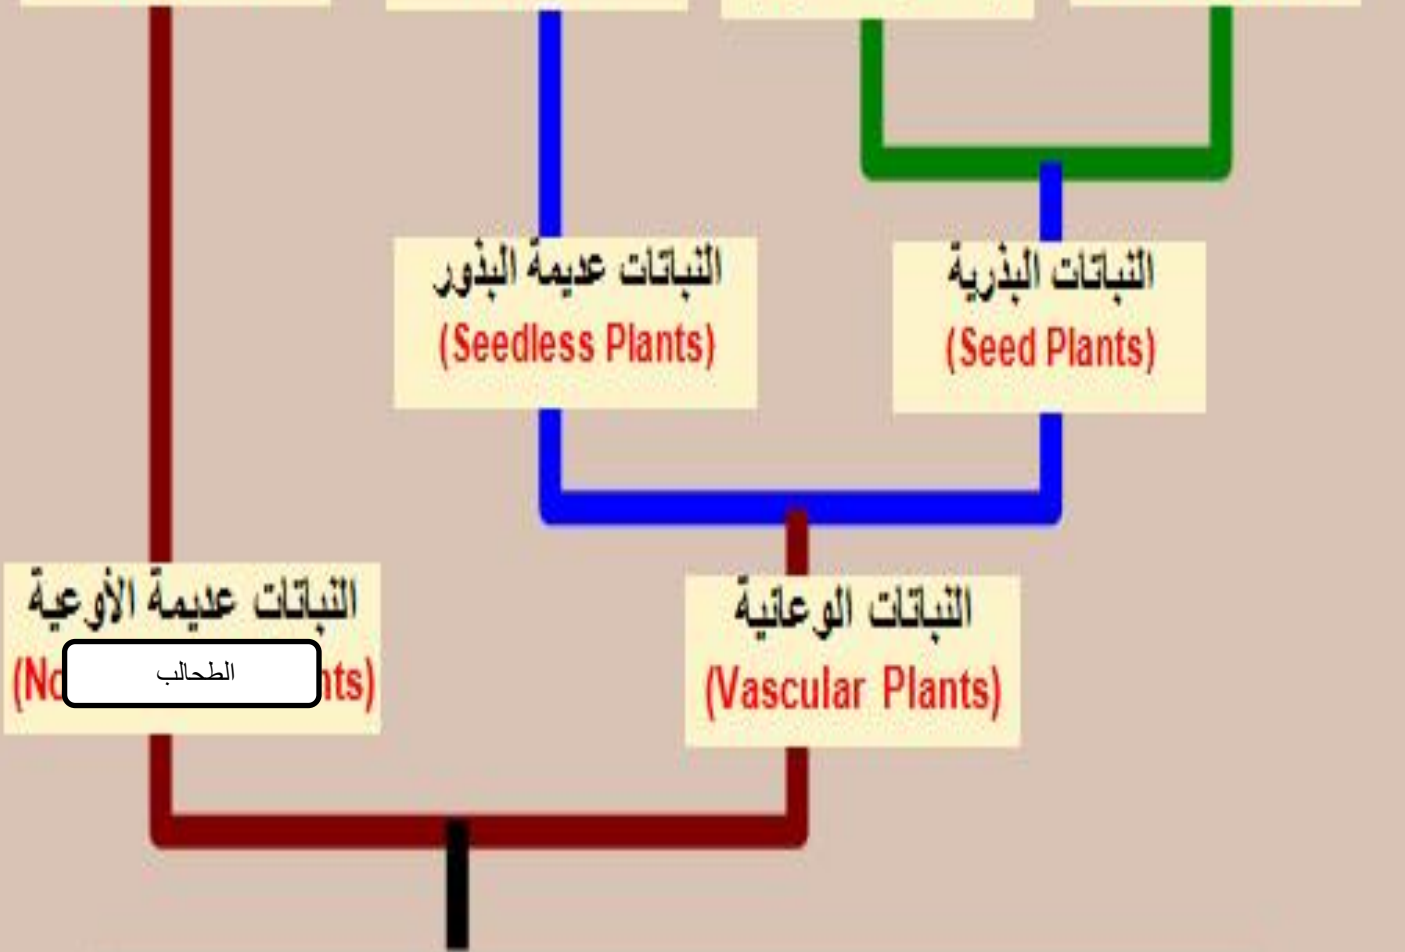 النباتات عديمة البذور
(Seedless Plants)
النباتات البذرية
(Seed Plants)
النباتات عديمة الأوعية
الطحالب
النباتات الوعائية
(Vascular Plants)